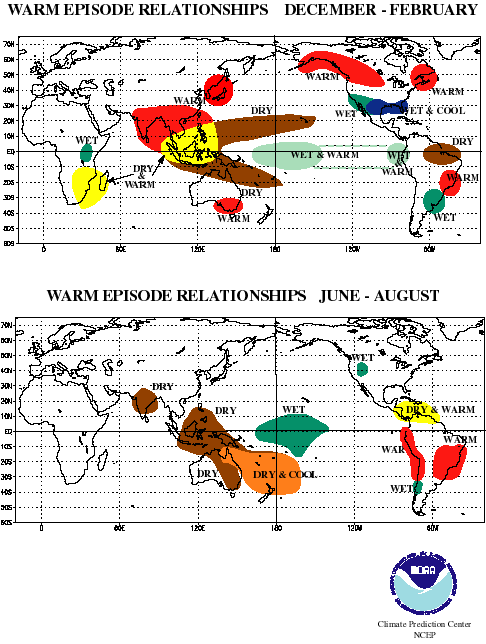 WARM EPISODE RELATIONSHIPS DECEMBER - FEBRUARY
70N
60N
50N
40N
30N
20N
10N
EQ
10S
20S
30S
40S
50S
60S
WARM
WARM
WARM
DRY
WET
WET & COOL
WET
DRY
WET & WARM
WET
DRY
&
WARM
WARM
WARM
DRY
WARM
WET
0
60E
120E
180
120W
60W
WARM EPISODE RELATIONSHIPS JUNE - AUGUST
70N
60N
50N
40N
30N
20N
10N
EQ
10S
20S
30S
40S
50S
60S
WET
DRY
DRY
WET
DRY & WARM
WARM
WAR
DRY
DRY & COOL
WET
0
60E
120E
180
120W
60W
NOAA
Climate Prediction Center
NCEP